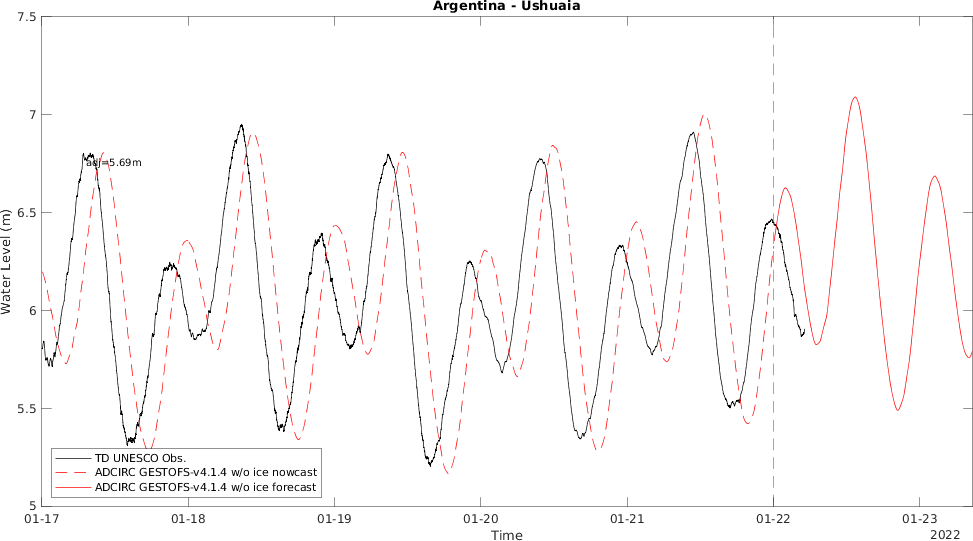 Argentina - Ushuaia
7.5
7
6.5
6
5.5
5
Water Level (m)
adj=5.69m
TD UNESCO Obs.
ADCIRC GESTOFS-v4.1.4 w/o ice nowcast
ADCIRC GESTOFS-v4.1.4 w/o ice forecast
01-17 01-18 01-19 01-20 01-21 01-22 01-23
Time
2022